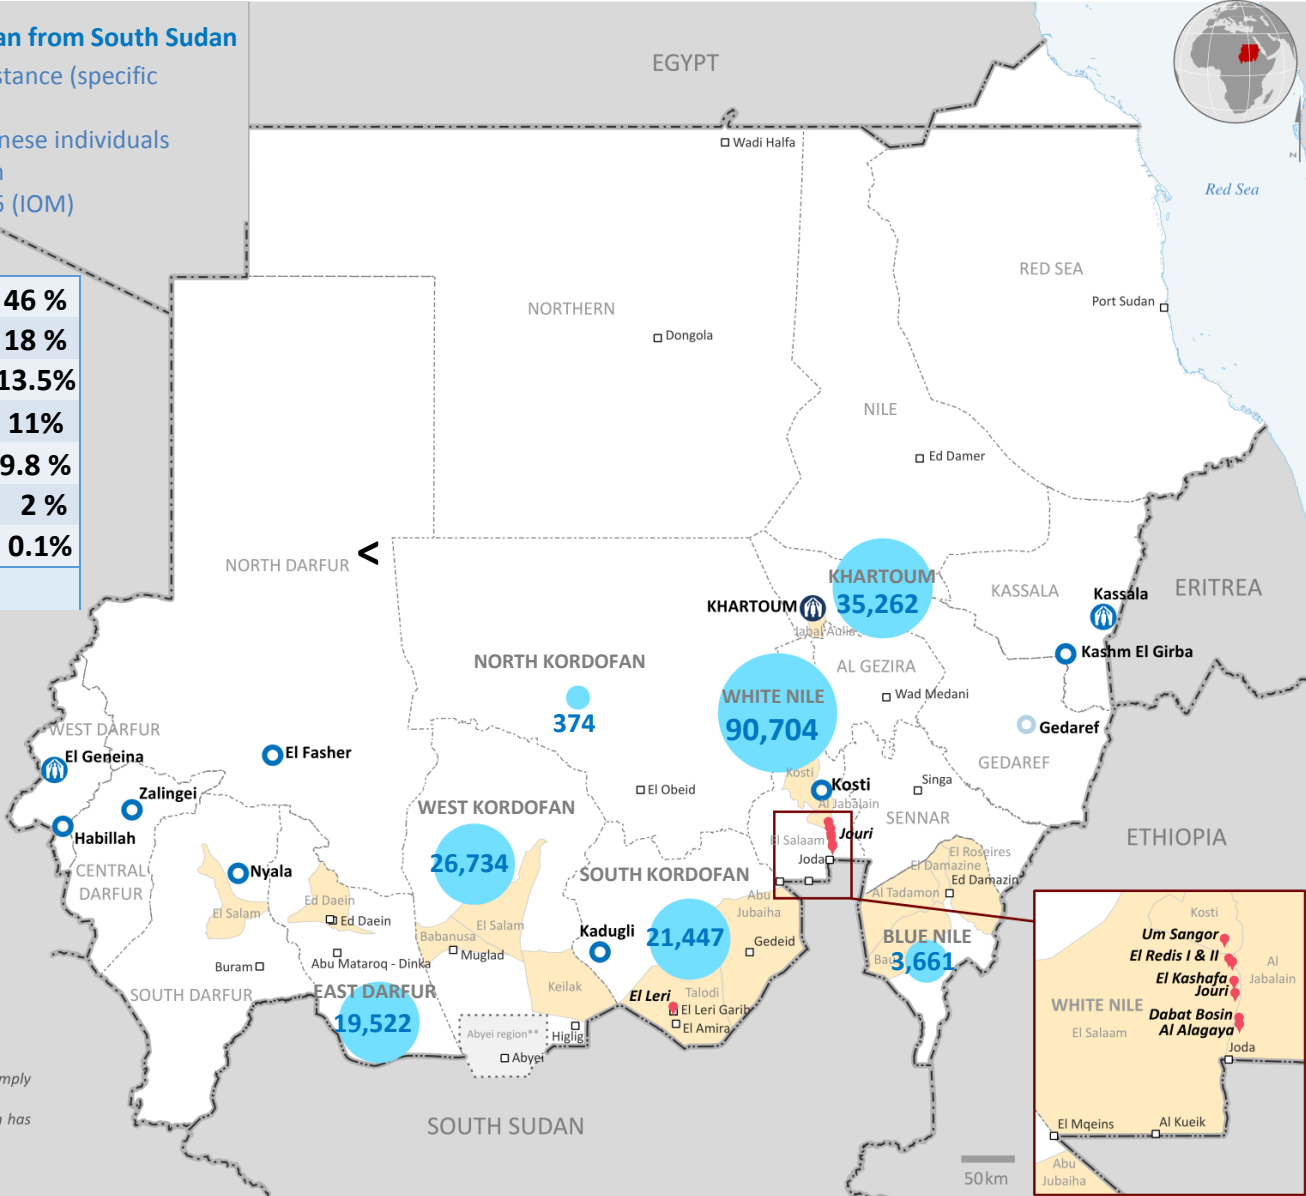 an from South Sudan
stance (specific
nese individuals
(IOM)
46 %
18 %
13.5%
11%
9.8 %
2 %
0.1%
mply
has
EGYPT
Wadi Halfa
Red Sea
N
RED SEA
Port Sudan
NORTHERN
Dongola
NILE
Ed Damer
NORTH DARFUR
<
KHARTOUM
35,262
KHARTOUM
Jabal Aulia
KASSALA
Kassala
ERITREA
Kashm El Girba
NORTH KORDOFAN
374
AL GEZIRA
WHITE NILE
90,704
Wad Medani
Gedaref
GEDAREF
WEST DARFUR
El Geneina
El Fasher
Zalingei
Habillah
CENTRAL
DARFUR
Nyala
El Salam
WEST KORDOFAN
26,734
El Obeid
Kosti
Kosti
Al Jabalain
Singa
SENNAR
Jouri
El Salaam
Joda
ETHIOPIA
SOUTH KORDOFAN
21,447
Abu
Jubaiha
El Roseires
El Damazine
Ed Damazin
Al Tadamon
BLUE NILE
Bau
3,661
Ed Daein
Ed Daein
El Salam
Babanusa
Muglad
Kadugli
Gedeid
Buram
Abu Mataroq - Dinka
SOUTH DARFUR
EAST DARFUR
19,522
Keilak
El Leri
Talodi
El Leri Garib
El Amira
Abyei region**
Higlig
Abyei
SOUTH SUDAN
50km
Kosti
Um Sangor
El Redis I & II
Al
Jabalain
El Kashafa
Jouri
WHITE NILE
Dabat Bosin
El Salaam
Al Alagaya
Joda
El Mqeins
Al Kueik
Abu
Jubaiha